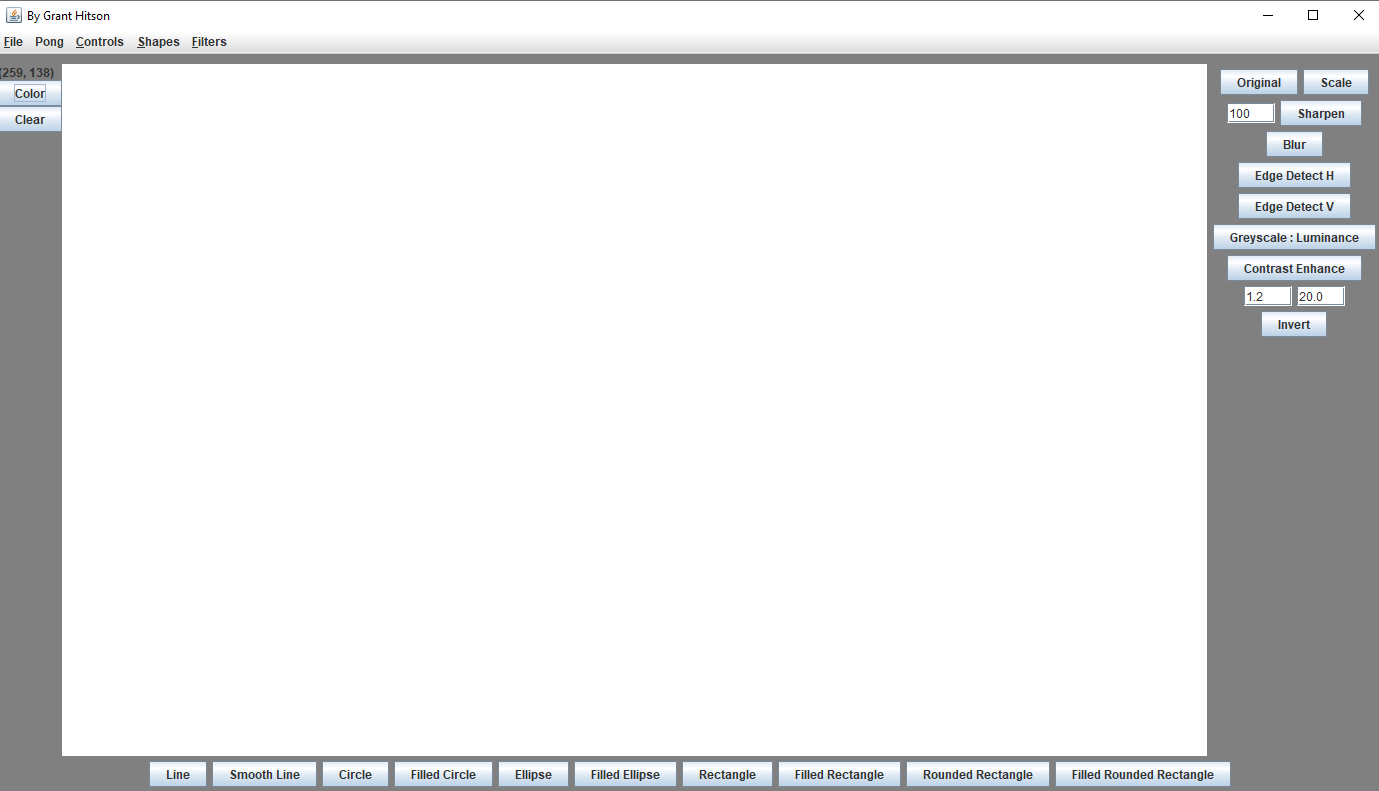 By Grant Hitson
File Pong Controls Shapes Filters
(259, 138)
Color
Clear
Original Scale
100 Sharpen
Blur
Edge Detect H
Edge Detect V
Greyscale : Luminance
Contrast Enhance
1.2 20.0
Invert
Line Smooth Line Circle Filled Circle Ellipse Filled Ellipse Rectangle Filled Rectangle Rounded Rectangle Filled Rounded Rectangle